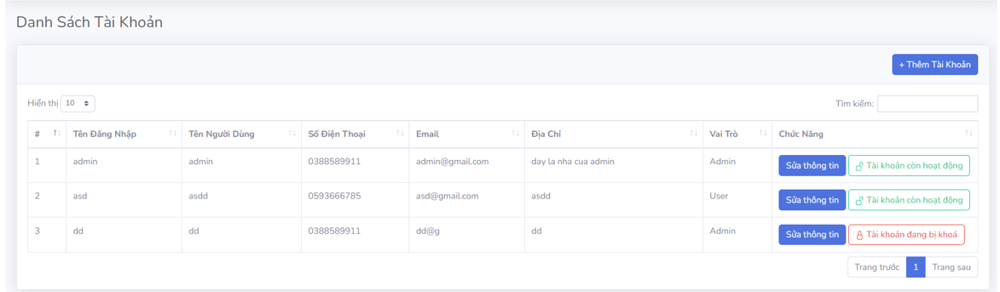 Danh Sách Tài Khoản
+ Thêm Tài Khoản
Hiển thị 10 Tìm kiếm:
# Tên Đăng Nhập Tên Người Dùng Số Điện Thoại Email Địa Chỉ Vai Trò Chức Năng
1 admin admin 0388589911 admin@gmail.com day la nha cua admin Admin Sửa thông tin Tài khoản còn hoạt động
2 asd asdd 0593666785 asd@gmail.com asdd User Sửa thông tin Tài khoản còn hoạt động
3 dd dd 0388589911 dd@g dd Admin Sửa thông tin Tài khoản đang bị khoá
Trang trước 1 Trang sau